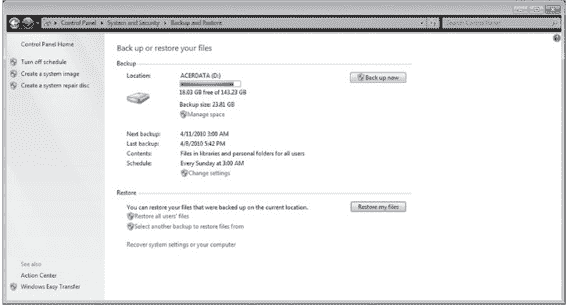 Control Panel ▸ System and Security ▸ Backup and Restore
Search Control Panel
Control Panel Home
Turn off schedule
Create a system image
Create a system repair disc
Back up or restore your files
Backup
Location: ACERDATA (D:)
Back up now
18.03 GB free of 143.23 GB
Backup size: 23.81 GB
Manage space
Next backup: 4/11/2010 3:00 AM
Last backup: 4/8/2010 5:42 PM
Contents: Files in libraries and personal folders for all users
Schedule: Every Sunday at 3:00 AM
Change settings
Restore
You can restore your files that were backed up on the current location.
Restore my files
Restore all users' files
Select another backup to restore files from
Recover system settings or your computer
See also
Action Center
Windows Easy Transfer